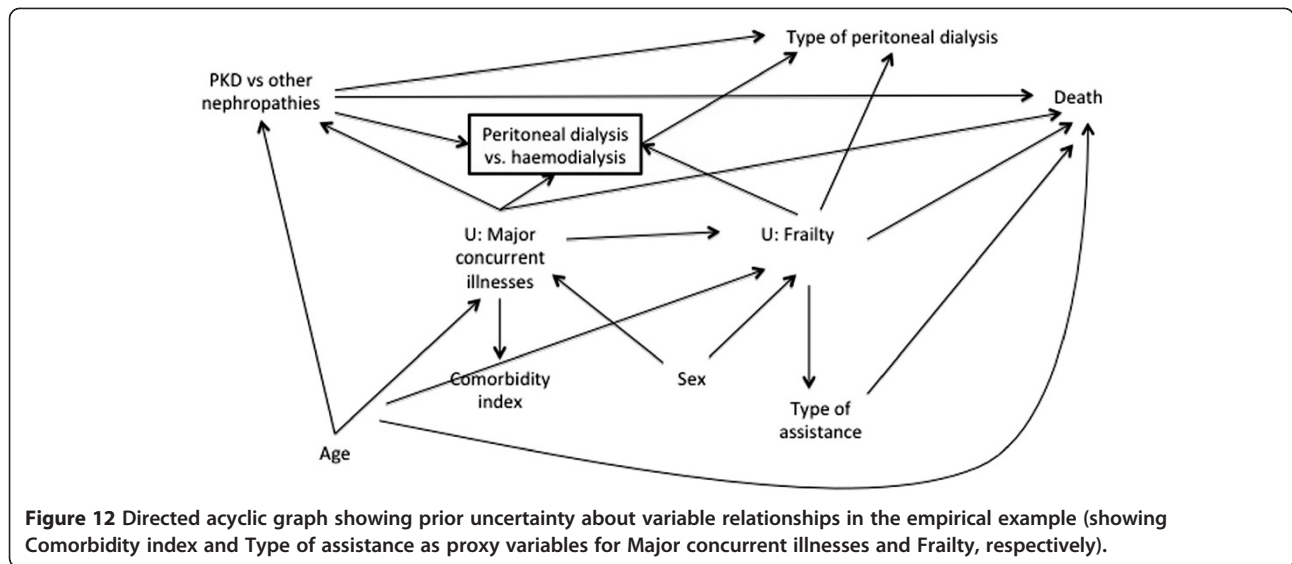 Type of peritoneal dialysis
PKD vs other
nephropathies
Death
Peritoneal dialysis
vs. haemodialysis
U: Major
concurrent
illnesses
U: Frailty
Comorbidity
index
Sex
Type of
assistance
Age
Figure 12 Directed acyclic graph showing prior uncertainty about variable relationships in the empirical example (showing
Comorbidity index and Type of assistance as proxy variables for Major concurrent illnesses and Frailty, respectively).